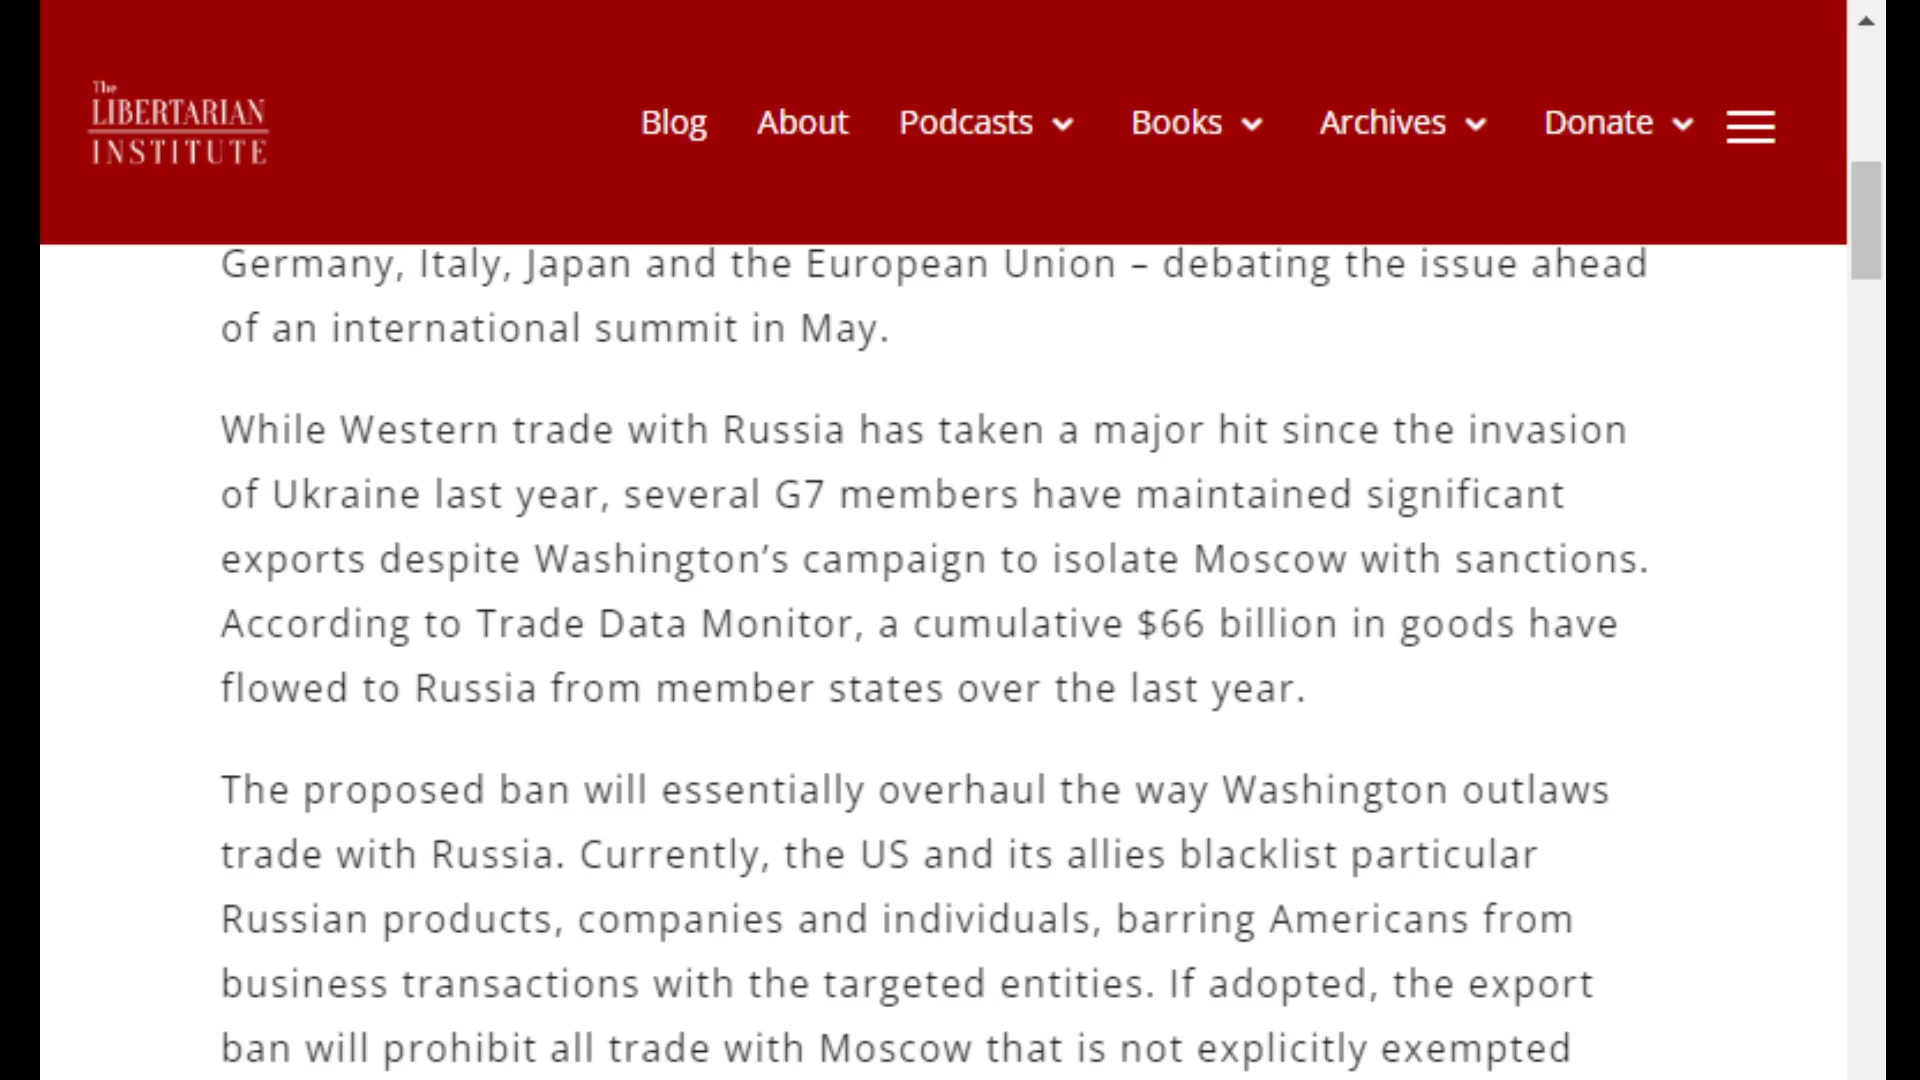 The
LIBERTARIAN
INSTITUTE
Blog
About
Podcasts
Books
Archives
Donate
Germany, Italy, Japan and the European Union – debating the issue ahead
of an international summit in May.
While Western trade with Russia has taken a major hit since the invasion
of Ukraine last year, several G7 members have maintained significant
exports despite Washington’s campaign to isolate Moscow with sanctions.
According to Trade Data Monitor, a cumulative $66 billion in goods have
flowed to Russia from member states over the last year.
The proposed ban will essentially overhaul the way Washington outlaws
trade with Russia. Currently, the US and its allies blacklist particular
Russian products, companies and individuals, barring Americans from
business transactions with the targeted entities. If adopted, the export
ban will prohibit all trade with Moscow that is not explicitly exempted